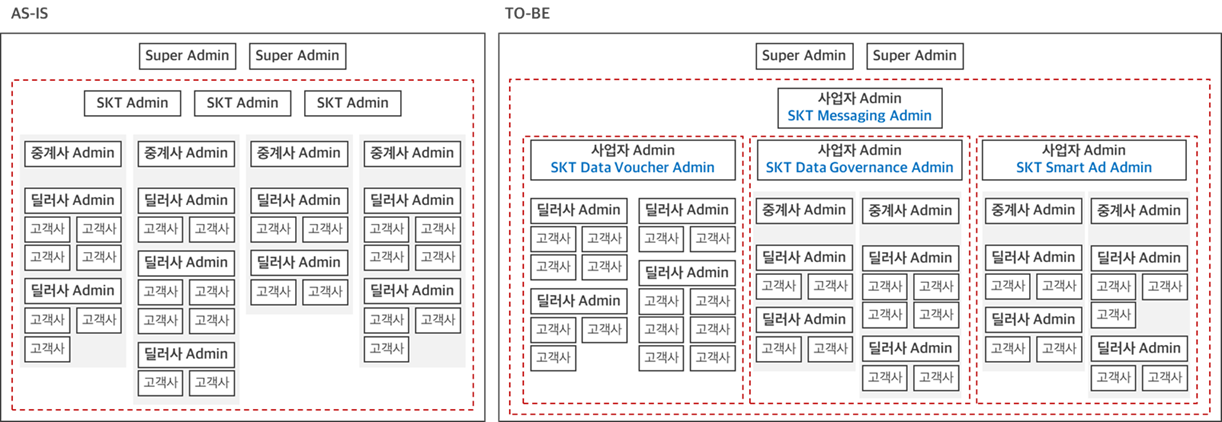 AS-IS
Super Admin
Super Admin
SKT Admin
SKT Admin
SKT Admin
중계사 Admin
딜러사 Admin
고객사
고객사
고객사
고객사
딜러사 Admin
고객사
고객사
고객사
중계사 Admin
딜러사 Admin
고객사
고객사
딜러사 Admin
고객사
고객사
고객사
고객사
딜러사 Admin
고객사
고객사
중계사 Admin
딜러사 Admin
고객사
고객사
딜러사 Admin
고객사
고객사
중계사 Admin
딜러사 Admin
고객사
고객사
고객사
고객사
딜러사 Admin
고객사
고객사
고객사
TO-BE
Super Admin
Super Admin
사업자 Admin
SKT Messaging Admin
사업자 Admin
SKT Data Voucher Admin
딜러사 Admin
고객사
고객사
고객사
고객사
딜러사 Admin
고객사
고객사
고객사
딜러사 Admin
고객사
고객사
딜러사 Admin
고객사
고객사
고객사
고객사
고객사
고객사
사업자 Admin
SKT Data Governance Admin
중계사 Admin
딜러사 Admin
고객사
고객사
딜러사 Admin
고객사
고객사
중계사 Admin
딜러사 Admin
고객사
고객사
고객사
고객사
딜러사 Admin
고객사
고객사
사업자 Admin
SKT Smart Ad Admin
중계사 Admin
딜러사 Admin
고객사
고객사
딜러사 Admin
고객사
고객사
중계사 Admin
딜러사 Admin
고객사
고객사
고객사
딜러사 Admin
고객사
고객사